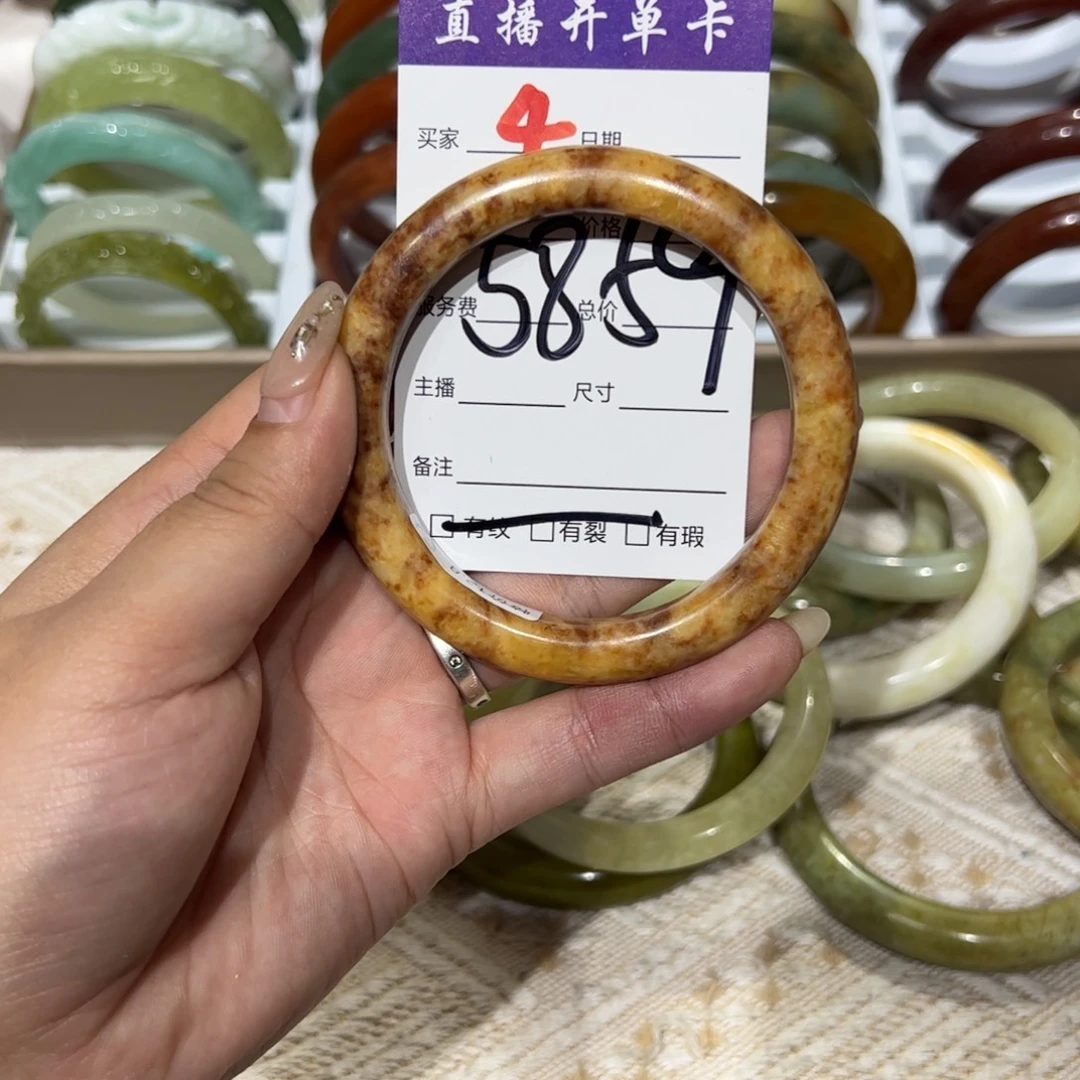 直播开单卡
买家 4 日期
价格
服务费 总价
5859
主播 尺寸
备注
□有纹 □有裂 □有瑕